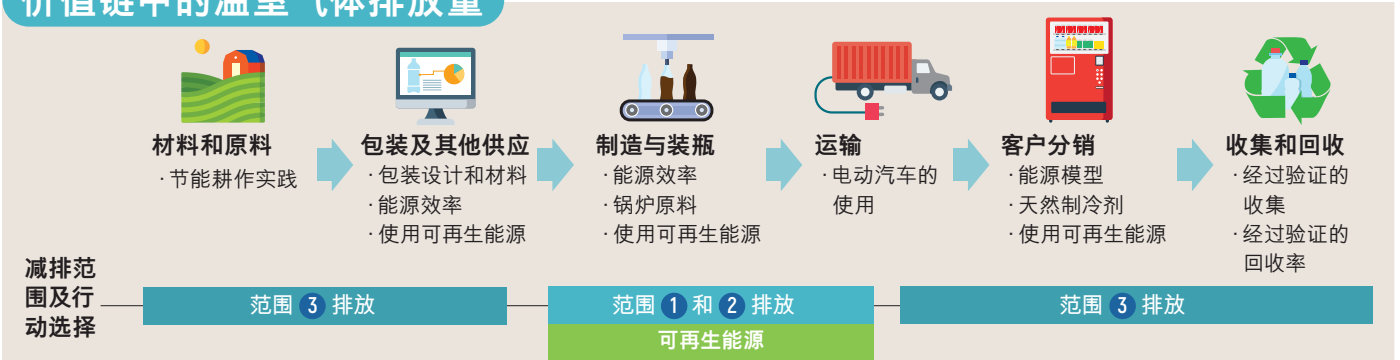 价值链中的温室气体排放量
材料和原料
·节能耕作实践
包装及其他供应
·包装设计和材料
·能源效率
·使用可再生能源
制造与装瓶
·能源效率
·锅炉原料
·使用可再生能源
运输
·电动汽车的
使用
客户分销
·能源模型
·天然制冷剂
·使用可再生能源
收集和回收
·经过验证的
收集
·经过验证的
回收率
减排范
围及行
动选择
范围 3 排放
范围 1 和 2 排放
可再生能源
范围 3 排放